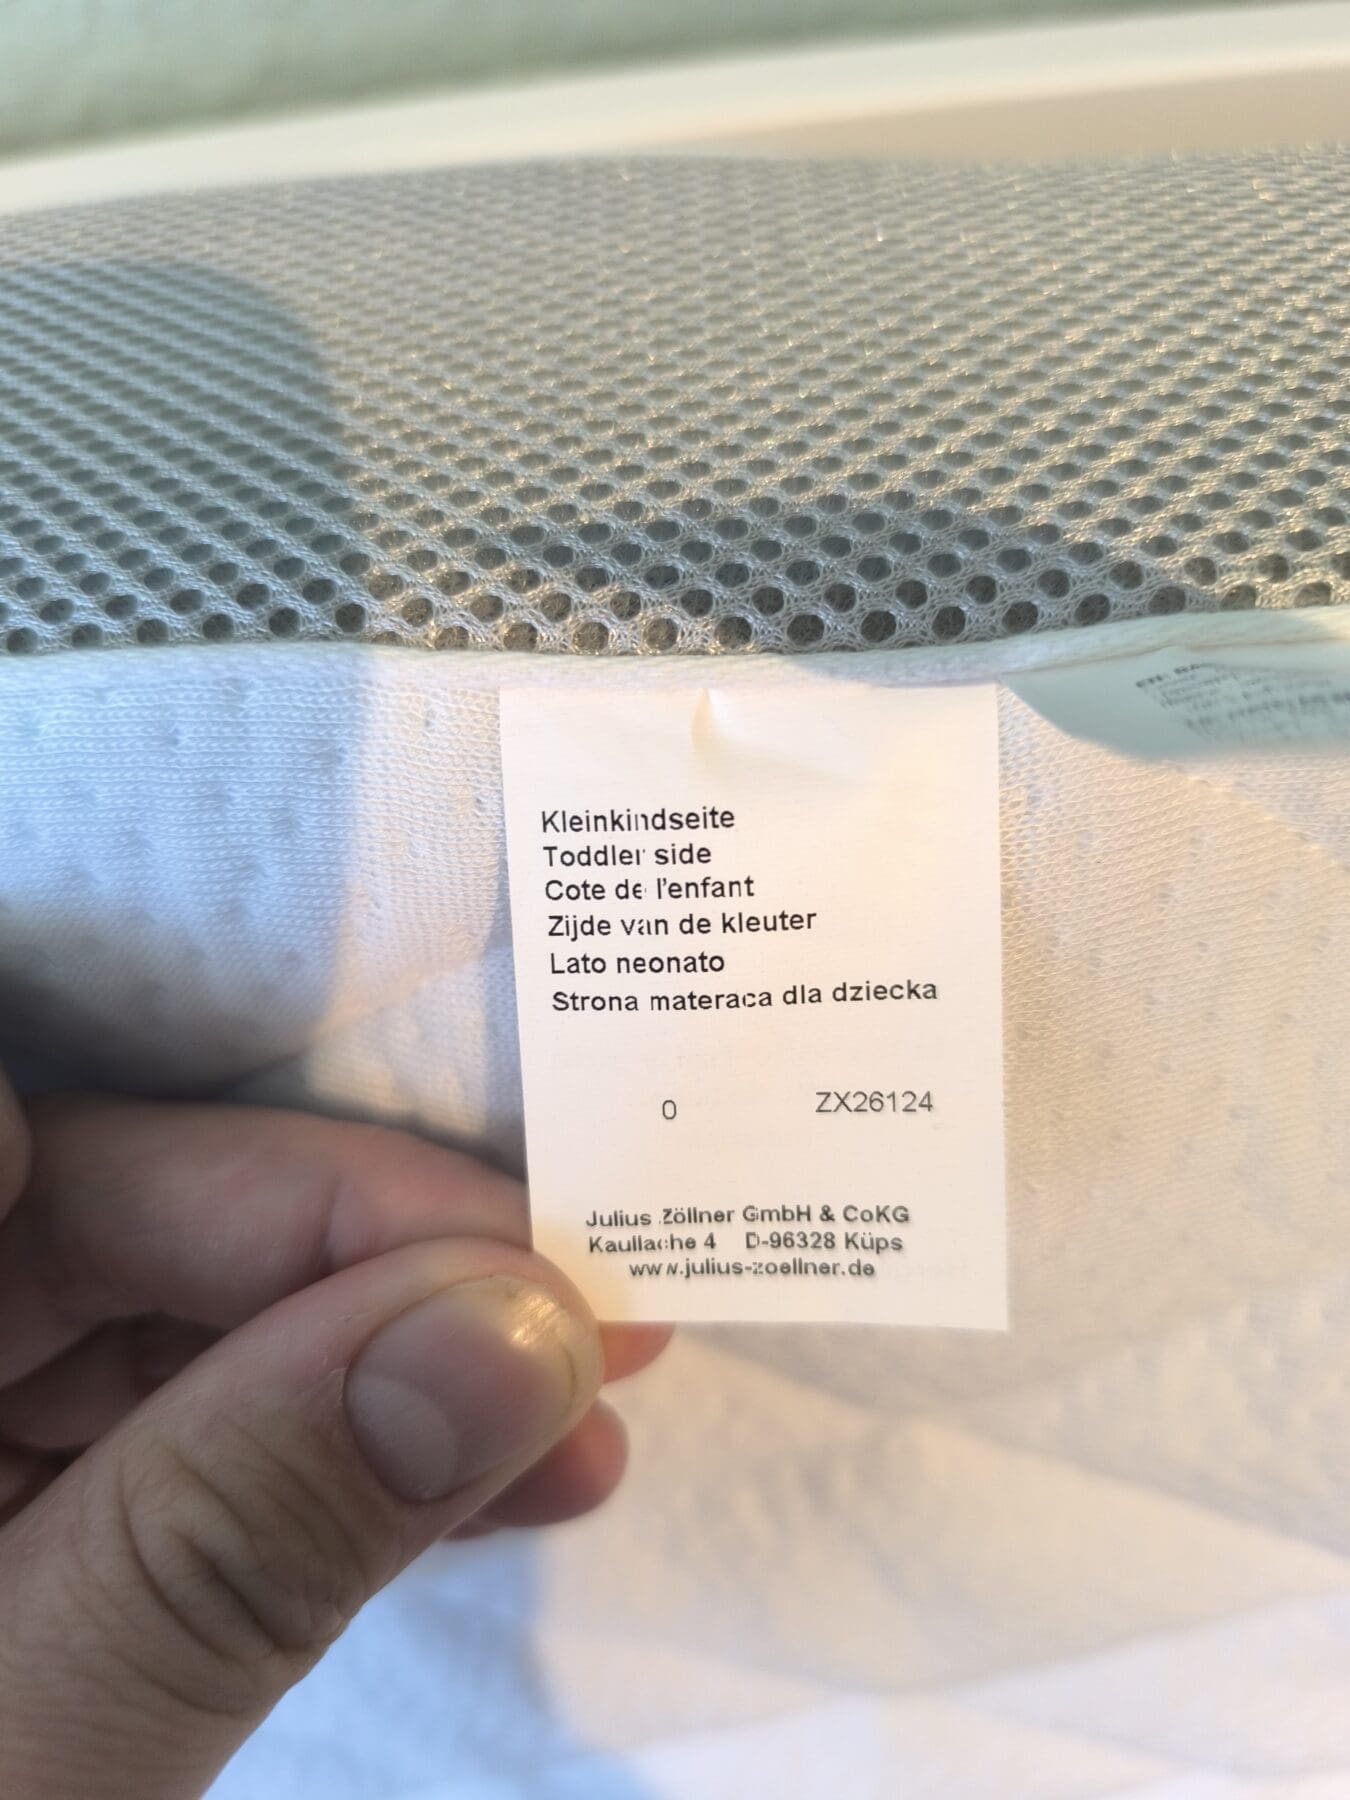 Kleinkindseite
Toddler side
Cote de l'enfant
Zijde van de kleuter
Lato neonato
Strona materaca dla dziecka
0 ZX26124
Julius Zöllner GmbH & CoKG
Kaullache 4 D-96328 Küps
www.julius-zoellner.de